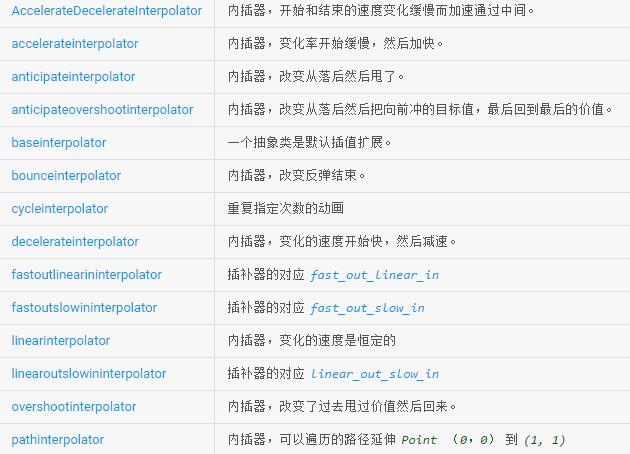 AccelerateDecelerateInterpolator 内插器，开始和结束的速度变化缓慢而加速通过中间。
accelerateinterpolator 内插器，变化率开始缓慢，然后加快。
anticipateinterpolator 内插器，改变从落后然后甩了。
anticipateovershootinterpolator 内插器，改变从落后然后把向前冲的目标值，最后回到最后的价值。
baseinterpolator 一个抽象类是默认插值扩展。
bounceinterpolator 内插器，改变反弹结束。
cycleinterpolator 重复指定次数的动画
decelerateinterpolator 内插器，变化的速度开始快，然后减速。
fastoutlinearininterpolator 插补器的对应 fast_out_linear_in
fastoutslowininterpolator 插补器的对应 fast_out_slow_in
linearinterpolator 内插器，变化的速度是恒定的
linearoutslowininterpolator 插补器的对应 linear_out_slow_in
overshootinterpolator 内插器，改变了过去甩过价值然后回来。
pathinterpolator 内插器，可以遍历的路径延伸 Point （0，0） 到 (1, 1)